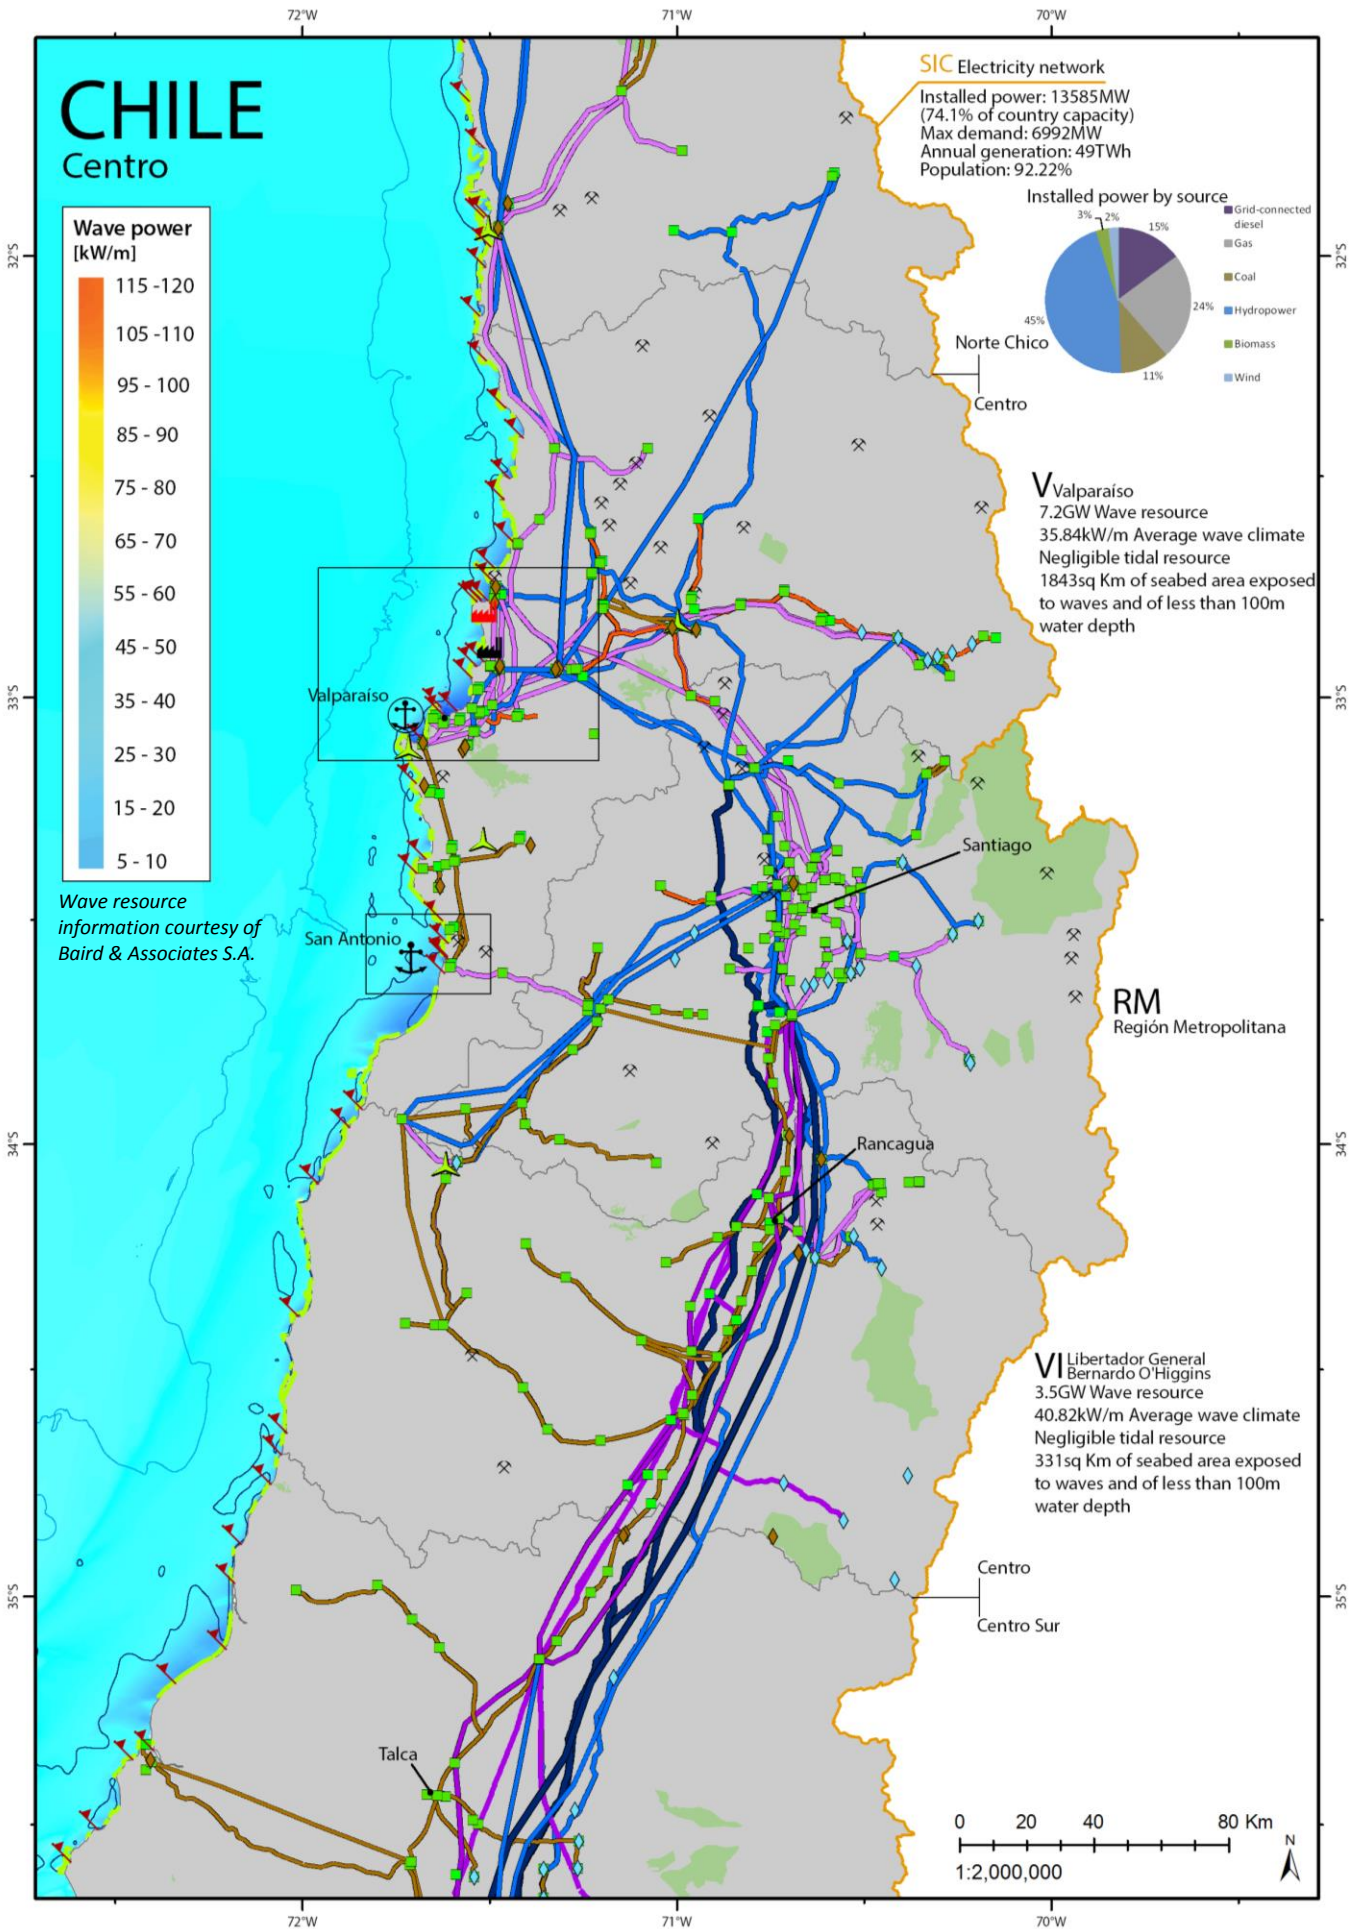 72°W
71°W
70°W
CHILE
Centro
SIC Electricity network
Installed power: 13585MW
(74.1% of country capacity)
Max demand: 6992MW
Annual generation: 49TWh
Population: 92.22%
Installed power by source
3%
2%
15%
24%
11%
45%
Grid-connected
diesel
Gas
Coal
Hydropower
Biomass
Wind
Wave power
[kW/m]
115 -120
105 -110
95 - 100
85 - 90
75 - 80
65 - 70
55 - 60
45 - 50
35 - 40
25 - 30
15 - 20
5 - 10
Wave resource
information courtesy of
Baird & Associates S.A.
32°S
32°S
Norte Chico
Centro
V Valparaíso
7.2GW Wave resource
35.84kW/m Average wave climate
Negligible tidal resource
1843sq Km of seabed area exposed
to waves and of less than 100m
water depth
33°S
33°S
Valparaíso
Santiago
San Antonio
RM
Región Metropolitana
34°S
34°S
Rancagua
VI Libertador General
Bernardo O'Higgins
3.5GW Wave resource
40.82kW/m Average wave climate
Negligible tidal resource
331sq Km of seabed area exposed
to waves and of less than 100m
water depth
Centro
Centro Sur
35°S
35°S
Talca
0 20 40 80 Km
1:2,000,000
N
72°W
71°W
70°W